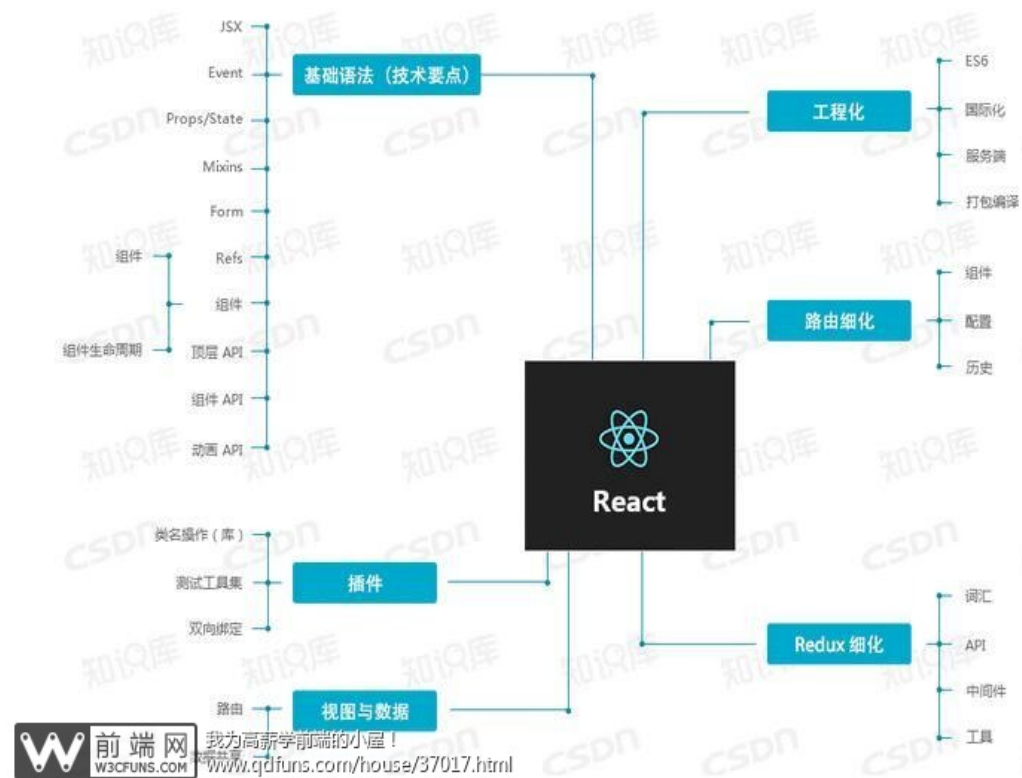 JSX
Event
Props/State
Mixins
Form
Refs
组件
顶层 API
组件 API
动画 API
组件
组件生命周期
基础语法（技术要点）
工程化
ES6
国际化
服务端
打包编译
路由细化
组件
配置
历史
React
类名操作（库）
测试工具集
双向绑定
插件
Redux 细化
词汇
API
中间件
工具
路由
视图与数据
前端网
W3CFUNS.COM
我为高薪学前端的小屋！
www.qdfuns.com/house/37017.html
知识库
CSDN